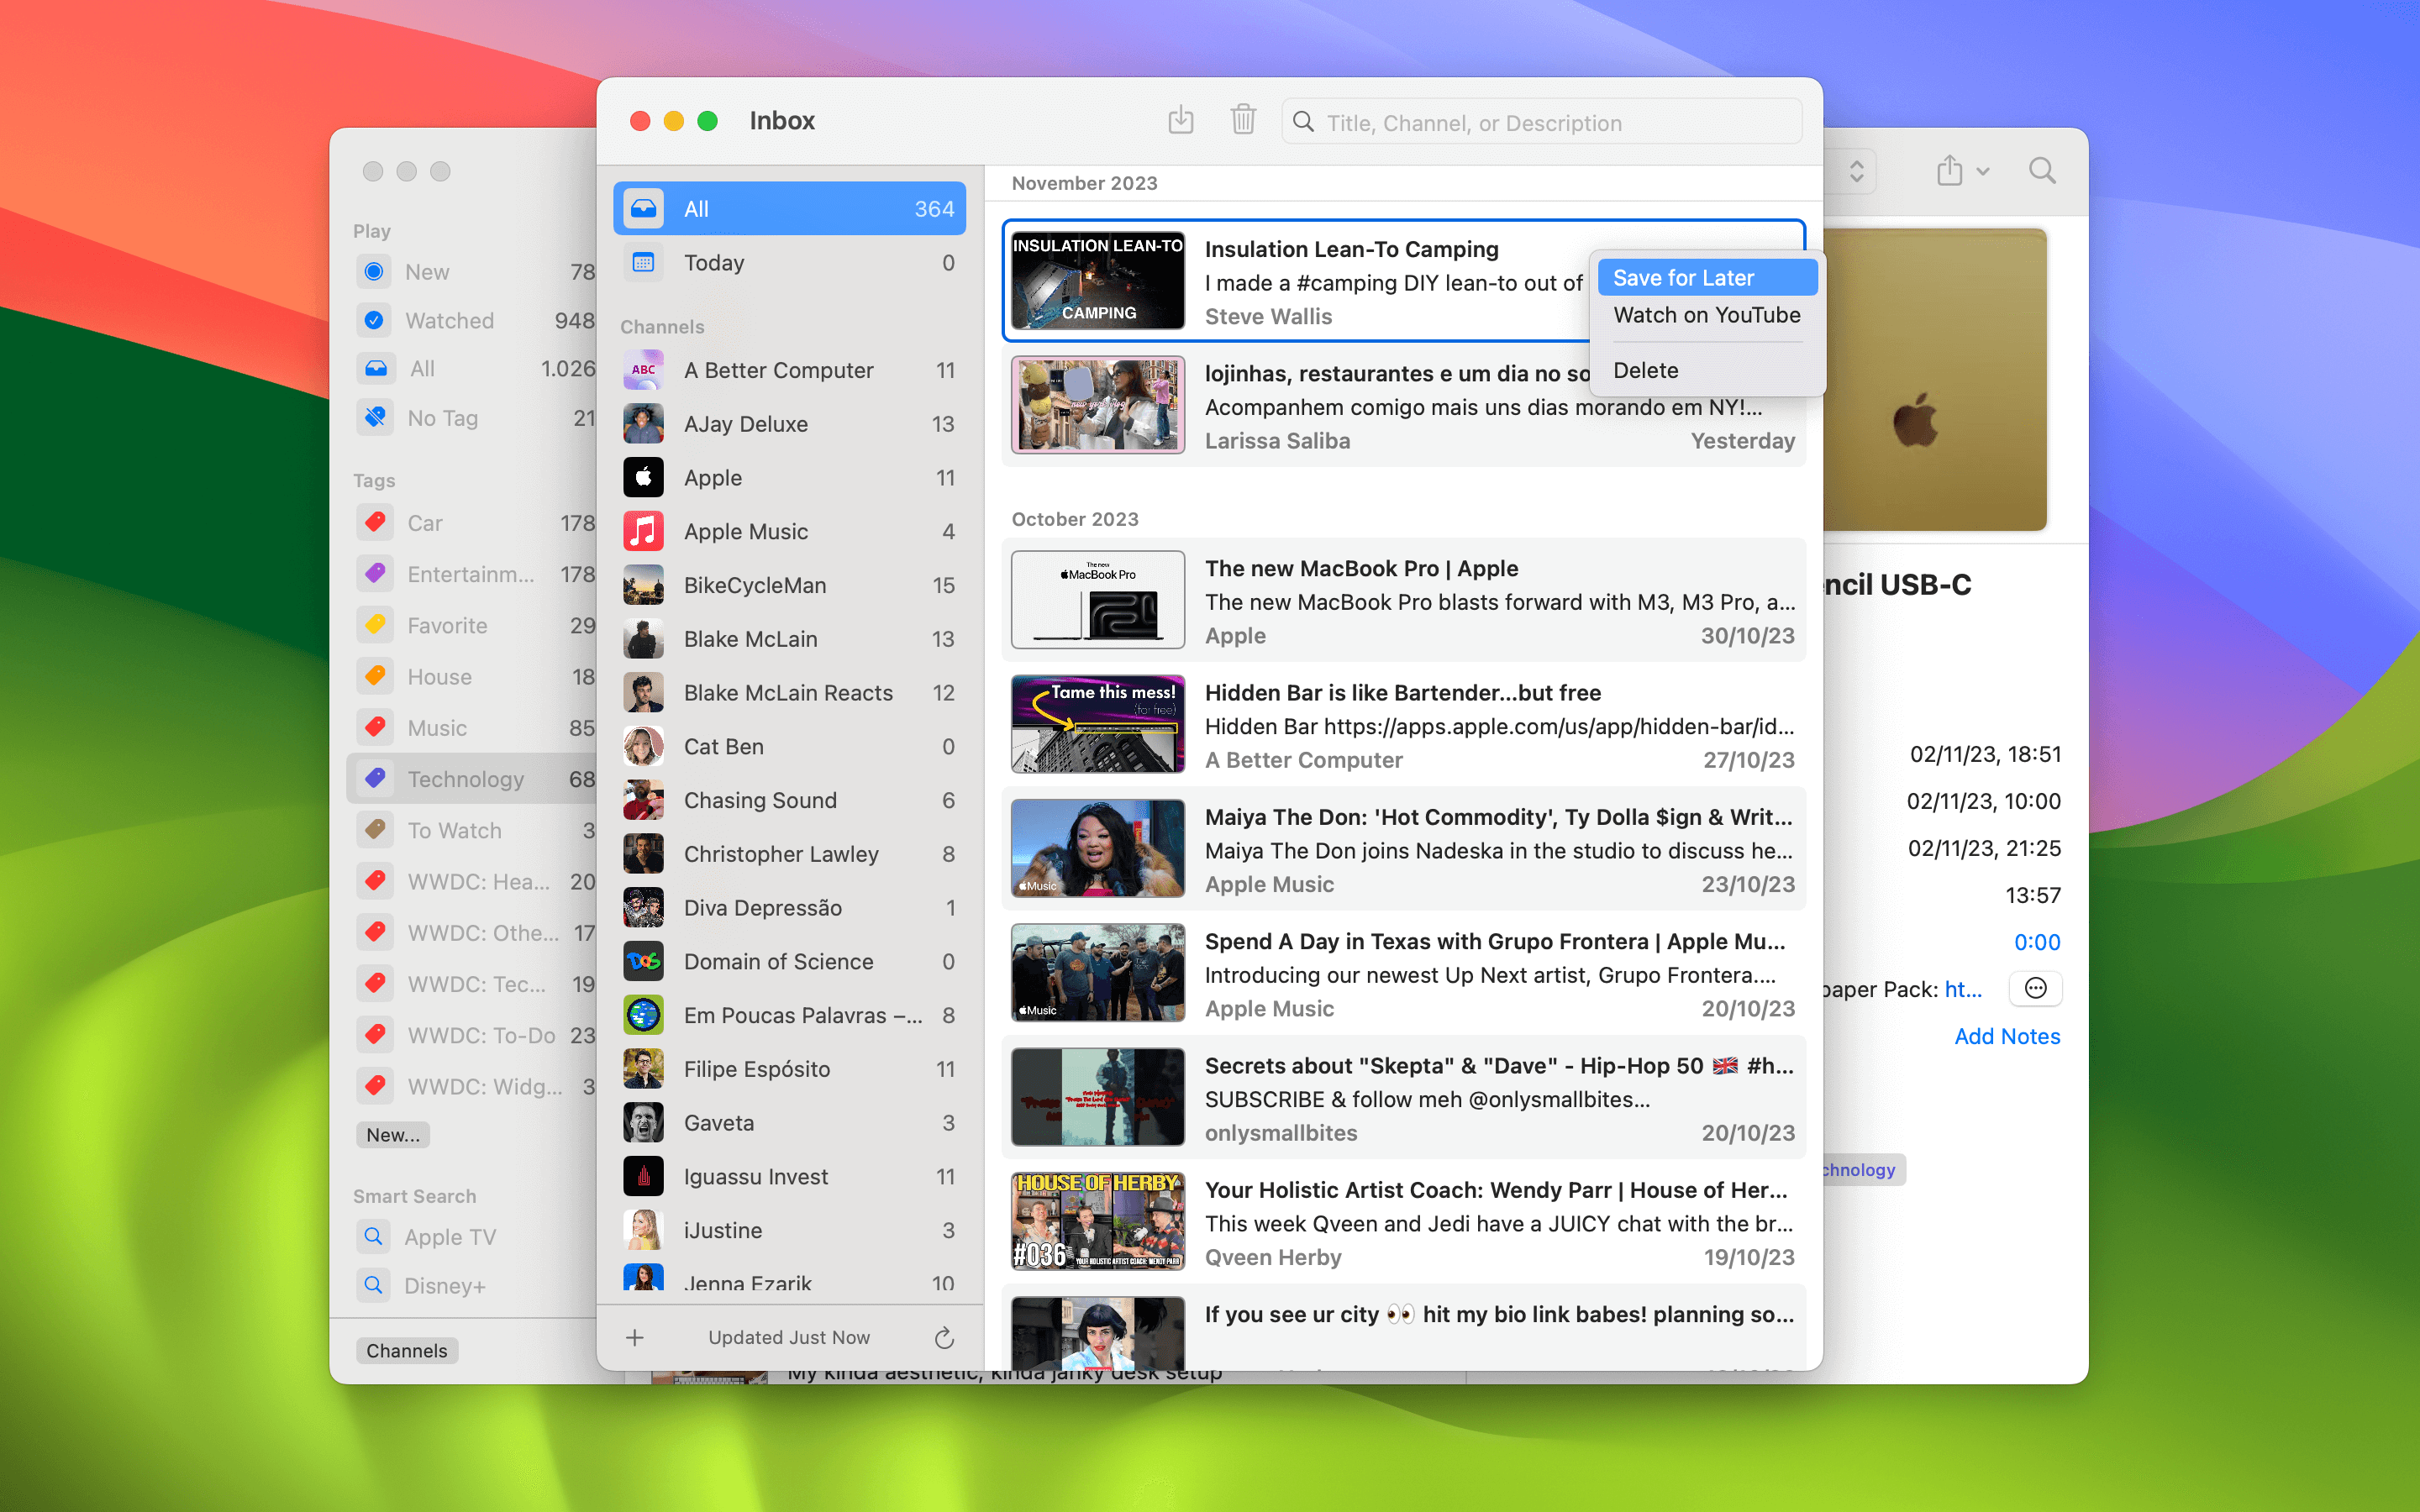 Play
New 78
Watched 948
All 1.026
No Tag 21
Tags
Car 178
Entertainm... 178
Favorite 29
House 18
Music 85
Technology 68
To Watch 3
WWDC: Hea... 20
WWDC: Othe... 17
WWDC: Tec... 19
WWDC: To-Do 23
WWDC: Widg... 3
New...
Smart Search
Apple TV
Disney+
Channels
Inbox
Title, Channel, or Description
All 364
Today 0
Channels
ABC
A Better Computer 11
AJay Deluxe 13
Apple 11
Apple Music 4
BikeCycleMan 15
Blake McLain 13
Blake McLain Reacts 12
Cat Ben 0
Chasing Sound 6
Christopher Lawley 8
Diva Depressão 1
DoS
Domain of Science 0
Em Poucas Palavras –... 8
Filipe Espósito 11
Gaveta 3
Iguassu Invest 11
iJustine 3
Jenna Ezarik 10
Updated Just Now
November 2023
INSULATION LEAN-TO
CAMPING
Insulation Lean-To Camping
I made a #camping DIY lean-to out of
Steve Wallis
Save for Later
Watch on YouTube
Delete
lojinhas, restaurantes e um dia no so
Acompanhem comigo mais uns dias morando em NY!...
Larissa Saliba Yesterday
October 2023
The new
MacBook Pro
The new MacBook Pro | Apple
The new MacBook Pro blasts forward with M3, M3 Pro, a...
Apple 30/10/23
Tame this mess!
(for free)
Hidden Bar is like Bartender...but free
Hidden Bar https://apps.apple.com/us/app/hidden-bar/id...
A Better Computer 27/10/23
Music
Maiya The Don: 'Hot Commodity', Ty Dolla $ign & Writ...
Maiya The Don joins Nadeska in the studio to discuss he...
Apple Music 23/10/23
Music
Spend A Day in Texas with Grupo Frontera | Apple Mu...
Introducing our newest Up Next artist, Grupo Frontera....
Apple Music 20/10/23
Secrets about "Skepta" & "Dave" - Hip-Hop 50 🇬🇧 #h...
SUBSCRIBE & follow meh @onlysmallbites...
onlysmallbites 20/10/23
HOUSE OF HERBY
#036
YOUR HOLISTIC ARTIST COACH: WENDY PARR
Your Holistic Artist Coach: Wendy Parr | House of Her...
This week Qveen and Jedi have a JUICY chat with the br...
Qveen Herby 19/10/23
If you see ur city 👀 hit my bio link babes! planning so...
My kinda aesthetic, kinda janky desk setup
ncil USB-C
02/11/23, 18:51
02/11/23, 10:00
02/11/23, 21:25
13:57
0:00
paper Pack: ht...
Add Notes
chnology